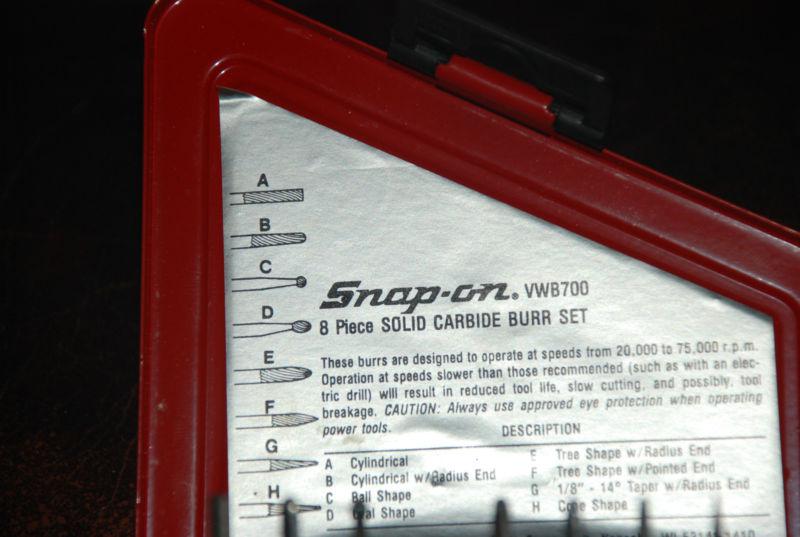 A
B
C
D
E
F
G
H
Snap-on® VWB700
8 Piece SOLID CARBIDE BURR SET
These burrs are designed to operate at speeds from 20,000 to 75,000 r.p.m.
Operation at speeds slower than those recommended (such as with an elec-
tric drill) will result in reduced tool life, slow cutting, and possibly, tool
breakage. CAUTION: Always use approved eye protection when operating
power tools.
DESCRIPTION
A Cylindrical
B Cylindrical w/Radius End
C Ball Shape
D Oval Shape
E Tree Shape w/Radius End
F Tree Shape w/Pointed End
G 1/8" - 14° Taper w/Radius End
H Cone Shape